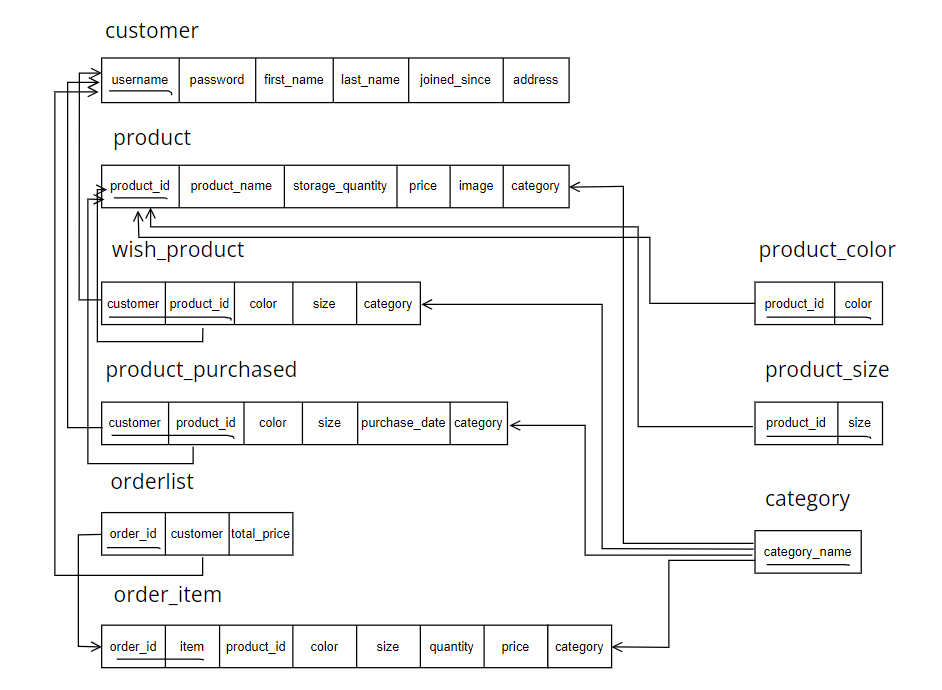 customer
username password first_name last_name joined_since address
product
product_id product_name storage_quantity price image category
wish_product
customer product_id color size category
product_color
product_id color
product_purchased
customer product_id color size purchase_date category
product_size
product_id size
orderlist
order_id customer total_price
category
category_name
order_item
order_id item product_id color size quantity price category